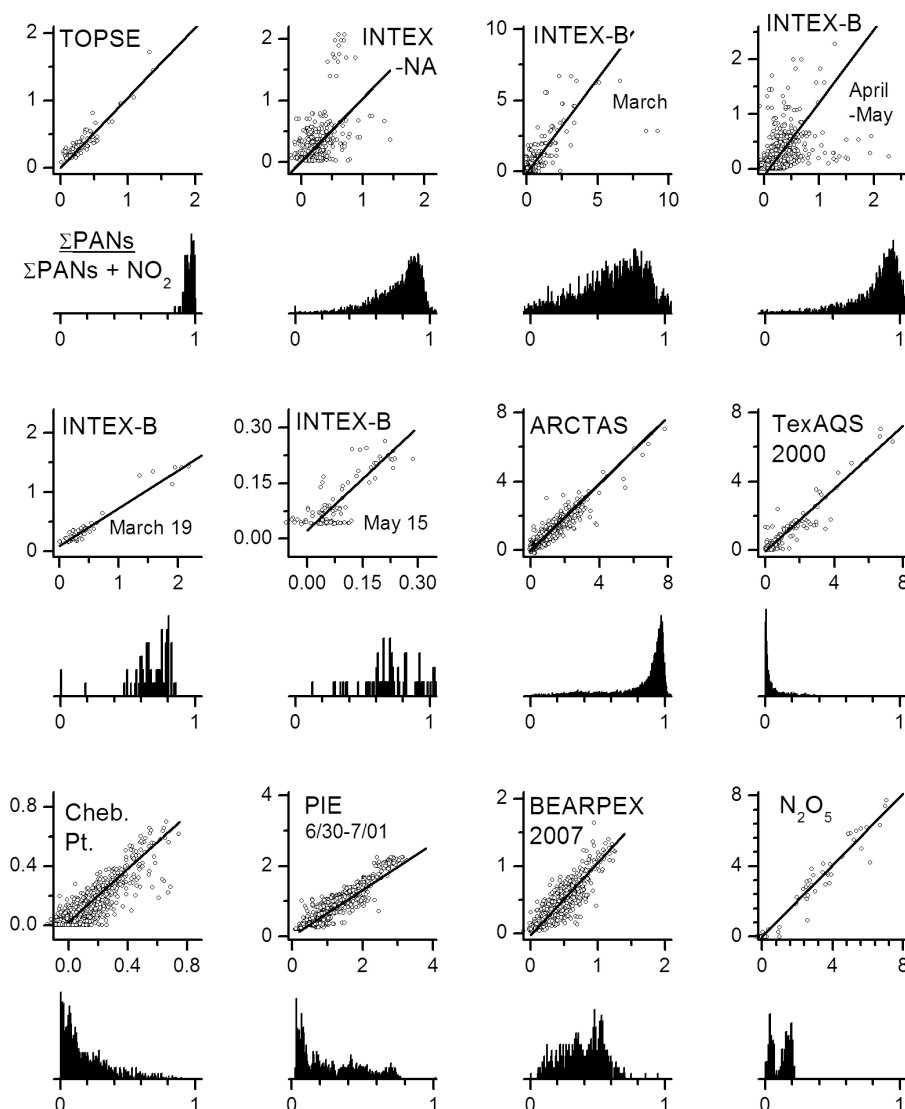 TOPSE
2
1
0
0 1 2
INTEX
-NA
2
1
0
0 1 2
INTEX-B
March
10
5
0
0 5 10
INTEX-B
April
-May
2
1
0
0 1 2
ΣPANs
ΣPANs + NO₂
0 1
0 1
0 1
0 1
INTEX-B
March 19
2
1
0
0 1 2
INTEX-B
May 15
0.30
0.15
0.00
0.00 0.15 0.30
ARCTAS
8
4
0
0 4 8
TexAQS
2000
8
4
0
0 4 8
0 1
0 1
0 1
0 1
Cheb.
Pt.
0.8
0.4
0.0
0.0 0.4 0.8
PIE
6/30-7/01
4
2
0
0 2 4
BEARPEX
2007
2
1
0
0 1 2
N₂O₅
8
4
0
0 4 8
0 1
0 1
0 1
0 1